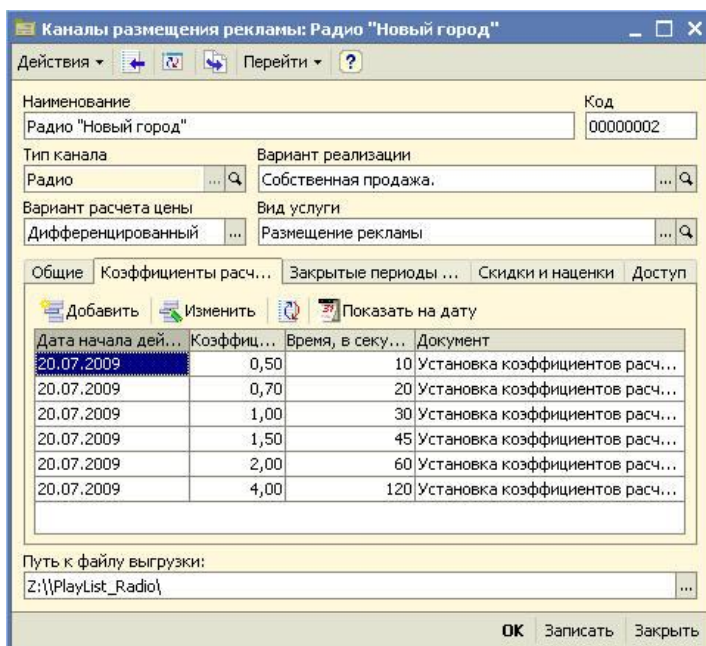 Каналы размещения рекламы: Радио "Новый город"
Действия Перейти ?
Наименование Код
Радио "Новый город" 00000002
Тип канала Вариант реализации
Радио ... Собственная продажа. ...
Вариант расчета цены Вид услуги
Дифференцированный ... Размещение рекламы ...
Общие Коэффициенты расч... Закрытые периоды ... Скидки и наценки Доступ
Добавить Изменить Показать на дату
Дата начала дей... Коэффиц... Время, в секу... Документ
20.07.2009 0,50 10 Установка коэффициентов расч...
20.07.2009 0,70 20 Установка коэффициентов расч...
20.07.2009 1,00 30 Установка коэффициентов расч...
20.07.2009 1,50 45 Установка коэффициентов расч...
20.07.2009 2,00 60 Установка коэффициентов расч...
20.07.2009 4,00 120 Установка коэффициентов расч...
Путь к файлу выгрузки:
Z:\\PlayList_Radio\ ...
OK Записать Закрыть